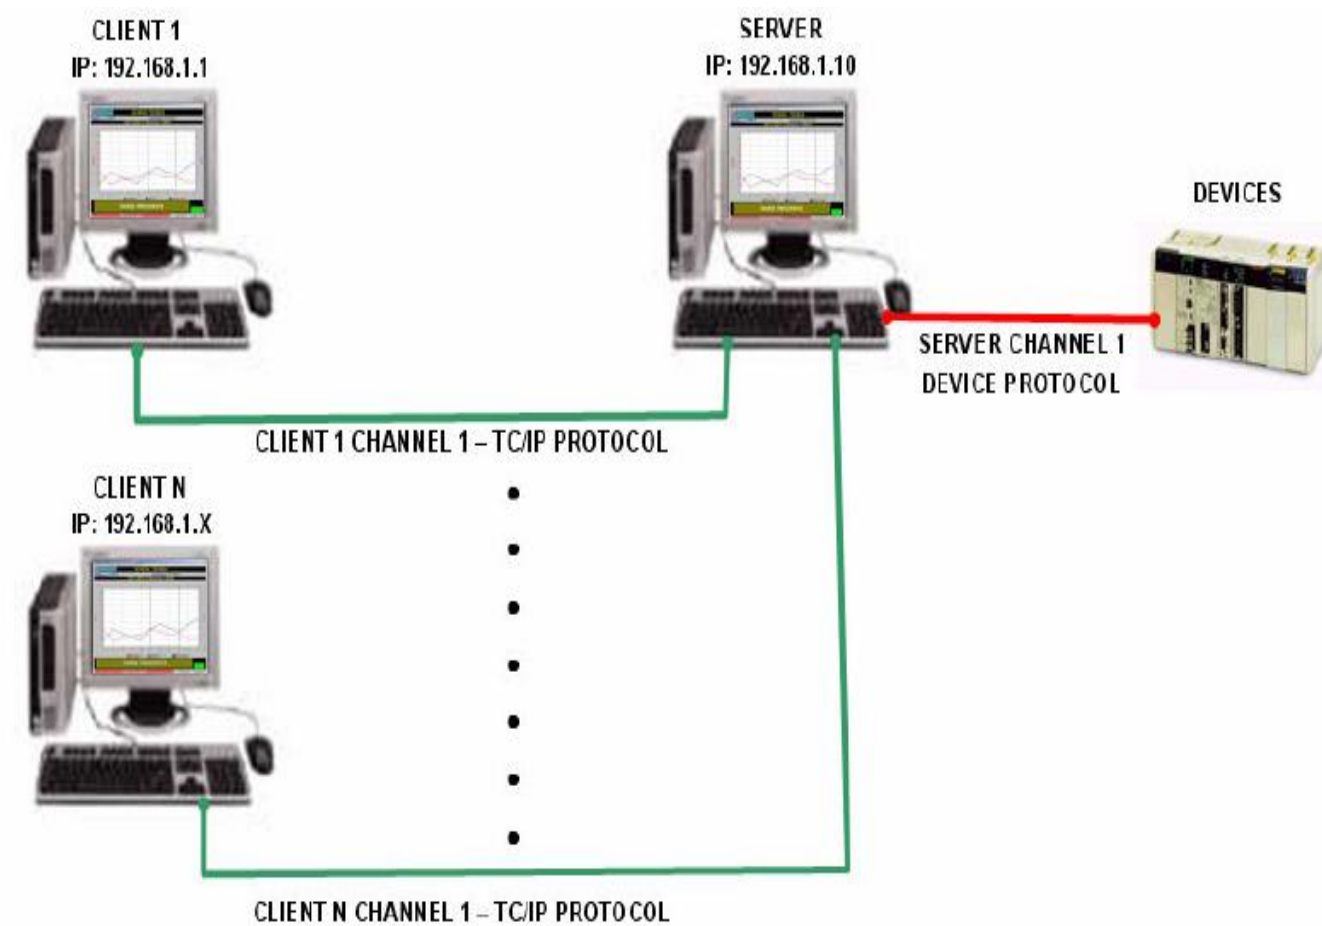 CLIENT 1
IP: 192.168.1.1
SERVER
IP: 192.168.1.10
DEVICES
SERVER CHANNEL 1
DEVICE PROTOCOL
CLIENT 1 CHANNEL 1 – TC/IP PROTOCOL
CLIENT N
IP: 192.168.1.X
CLIENT N CHANNEL 1 – TC/IP PROTOCOL